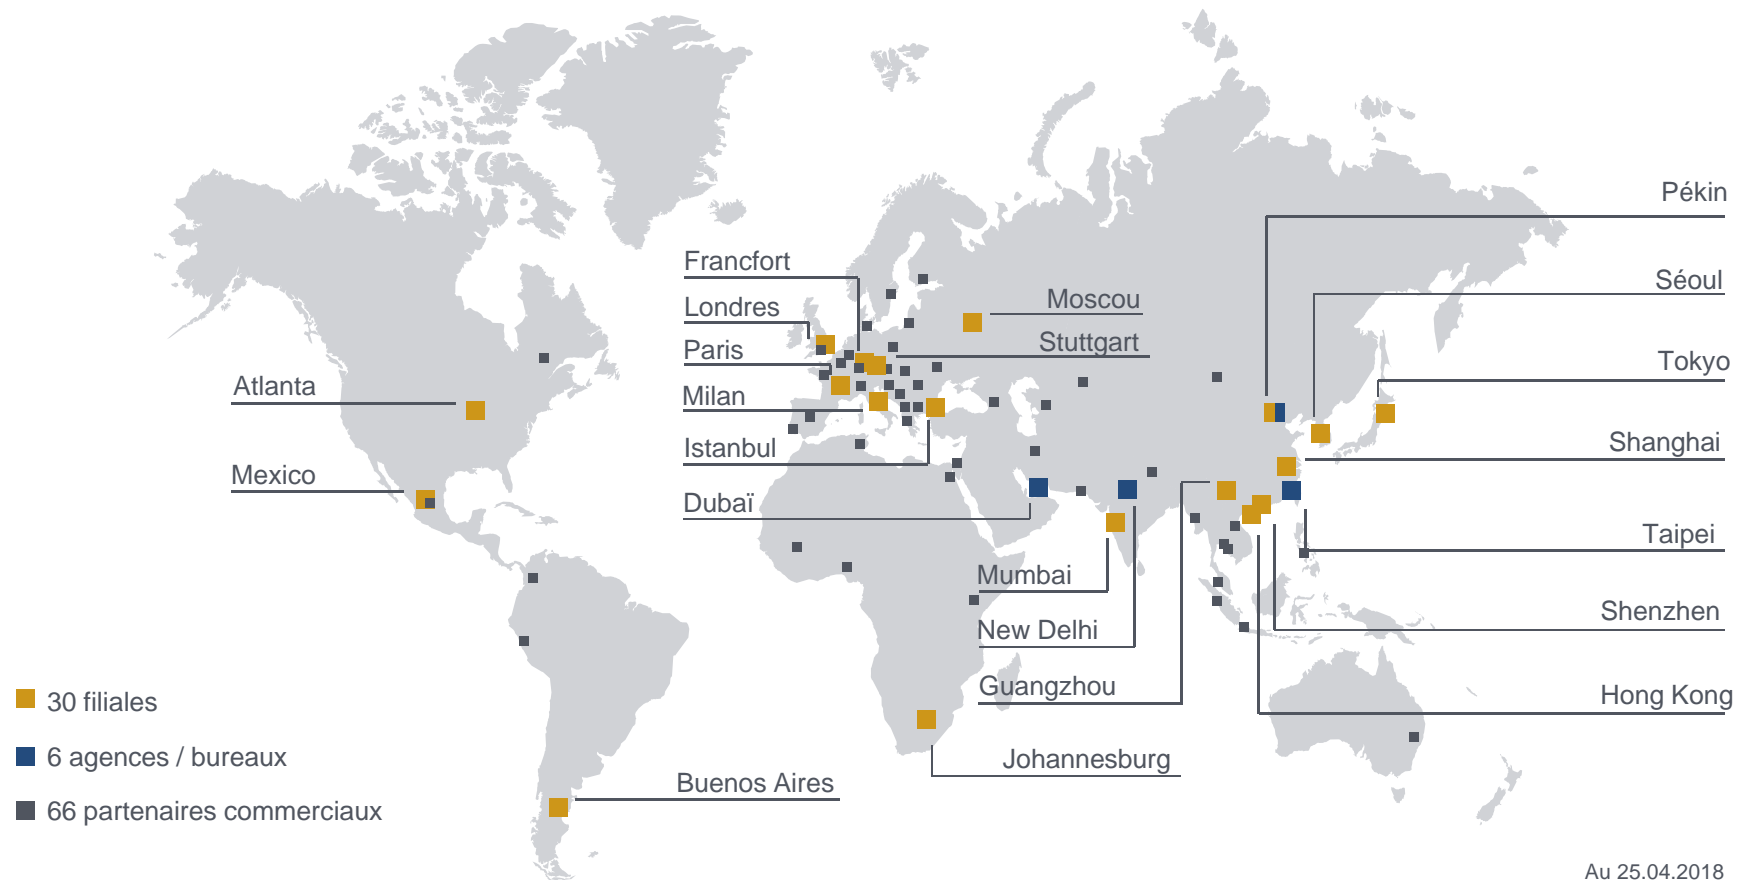 Pékin
Francfort
Séoul
Moscou
Londres
Stuttgart
Paris
Tokyo
Atlanta
Milan
Shanghai
Istanbul
Mexico
Dubaï
Taipei
Mumbai
Shenzhen
New Delhi
Guangzhou
Hong Kong
30 filiales
6 agences / bureaux
Johannesburg
Buenos Aires
66 partenaires commerciaux
Au 25.04.2018